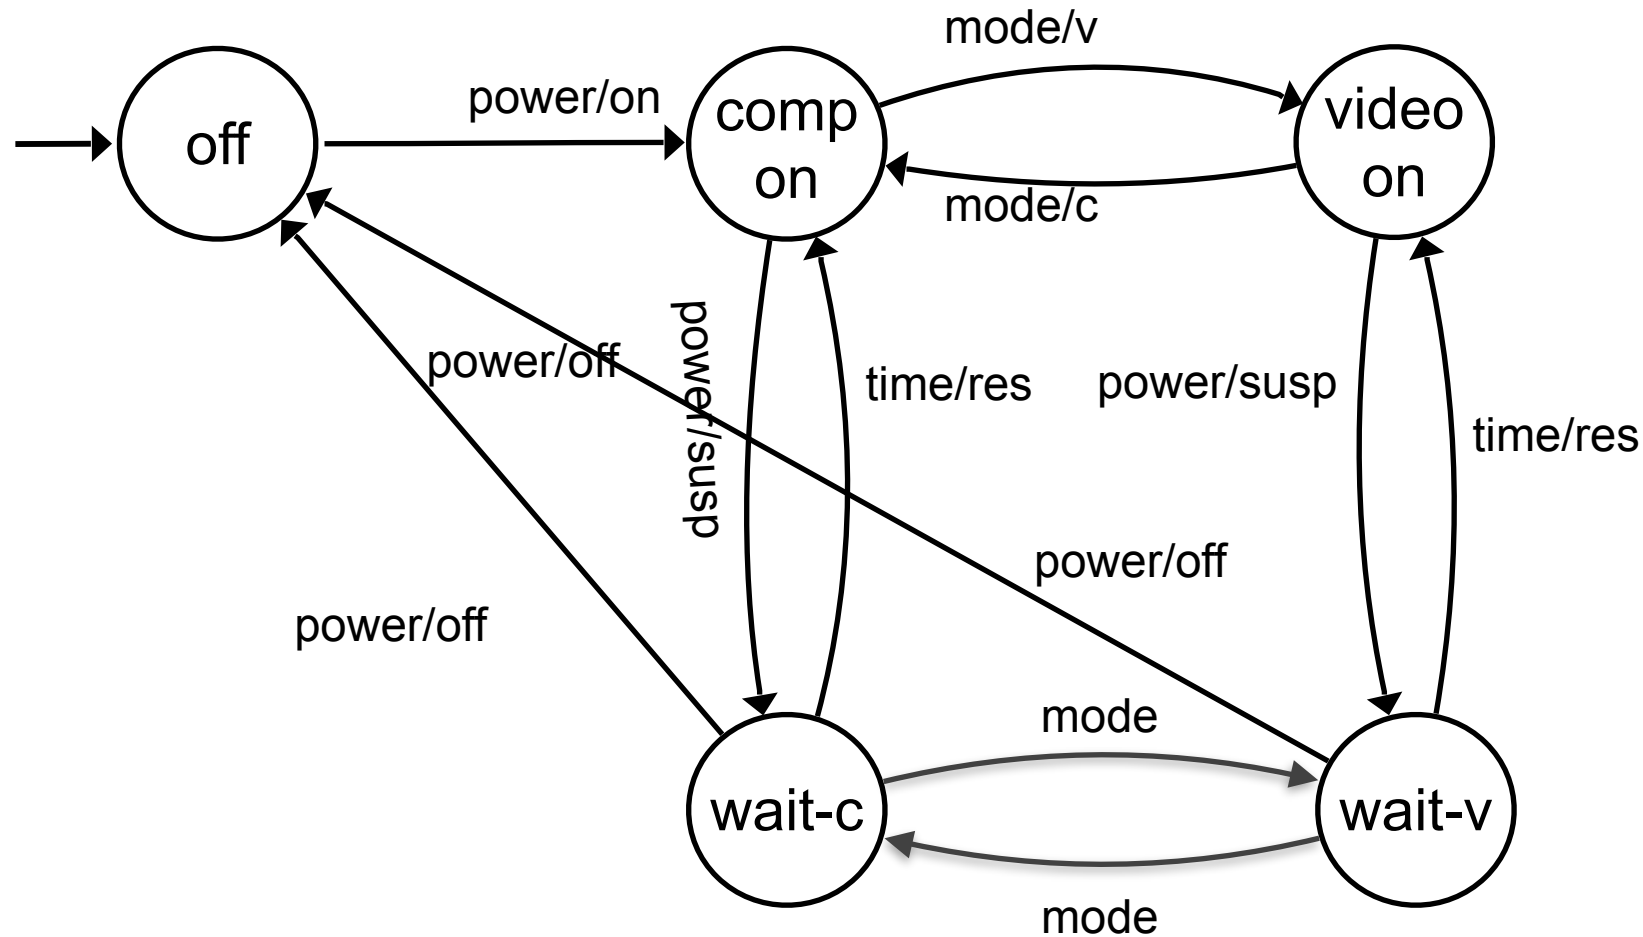 mode/v
power/on
off
comp
on
video
on
mode/c
power/off
power/susp
time/res
power/susp
time/res
power/off
power/off
mode
wait-c
wait-v
mode